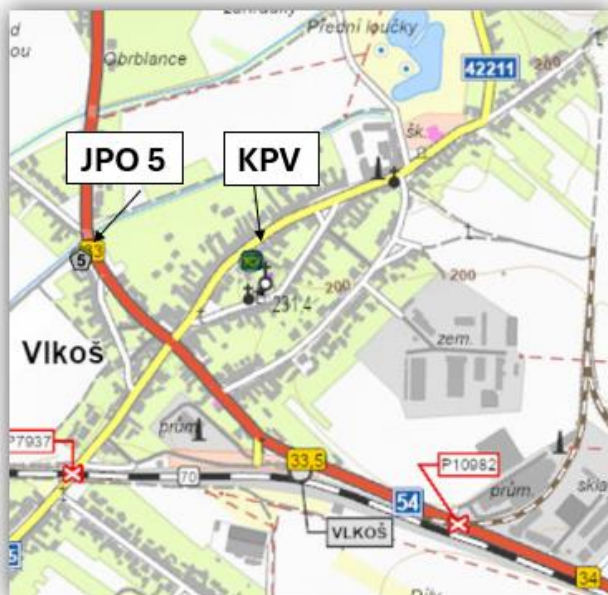 Přední loučky
Obrblance
42211
200
JPO 5
KPV
šk.
33
5
200
200
231.4
zem.
Vlkoš
prům.
P7937
33,5
P10982
70
54
prům.
skla
VLKOŠ
34